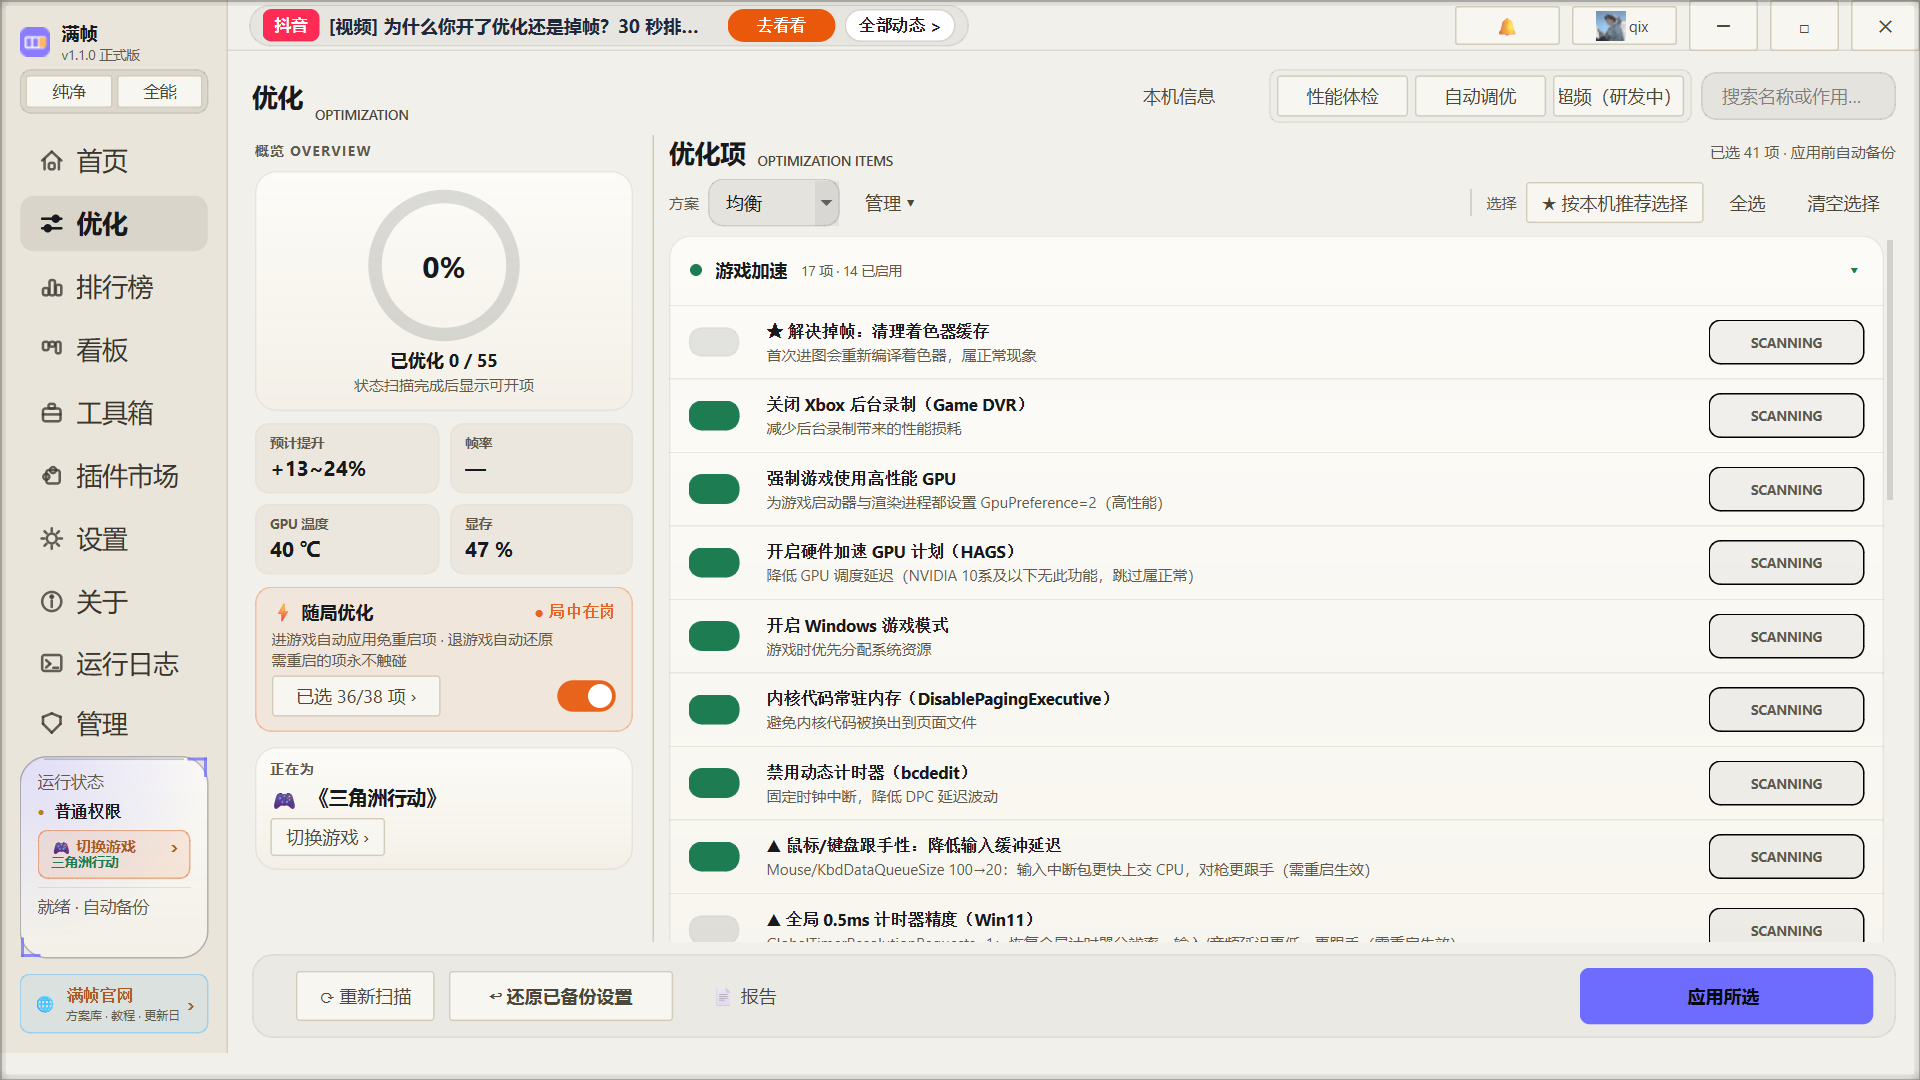 满帧
v1.1.0 正式版
纯净
全能
首页
优化
排行榜
看板
工具箱
插件市场
设置
关于
运行日志
管理
运行状态
普通权限
切换游戏 ›
三角洲行动
就绪 · 自动备份
满帧官网 ›
方案库 · 教程 · 更新日
抖音 [视频] 为什么你开了优化还是掉帧？30 秒排... 去看看 全部动态 >
qix
优化 OPTIMIZATION
本机信息
性能体检
自动调优
超频（研发中）
搜索名称或作用...
概览 OVERVIEW
0%
已优化 0 / 55
状态扫描完成后显示可开项
预计提升
+13~24%
帧率
—
GPU 温度
40 ℃
显存
47 %
随局优化
● 局中在岗
进游戏自动应用免重启项 · 退游戏自动还原
需重启的项永不触碰
已选 36/38 项 ›
正在为
《三角洲行动》
切换游戏 ›
优化项 OPTIMIZATION ITEMS
已选 41 项 · 应用前自动备份
方案 均衡 管理 ▾
选择 ★ 按本机推荐选择 全选 清空选择
游戏加速 17 项 · 14 已启用
★ 解决掉帧：清理着色器缓存
首次进图会重新编译着色器，属正常现象
SCANNING
关闭 Xbox 后台录制（Game DVR）
减少后台录制带来的性能损耗
SCANNING
强制游戏使用高性能 GPU
为游戏启动器与渲染进程都设置 GpuPreference=2（高性能）
SCANNING
开启硬件加速 GPU 计划（HAGS）
降低 GPU 调度延迟（NVIDIA 10系及以下无此功能，跳过属正常）
SCANNING
开启 Windows 游戏模式
游戏时优先分配系统资源
SCANNING
内核代码常驻内存（DisablePagingExecutive）
避免内核代码被换出到页面文件
SCANNING
禁用动态计时器（bcdedit）
固定时钟中断，降低 DPC 延迟波动
SCANNING
▲ 鼠标/键盘跟手性：降低输入缓冲延迟
Mouse/KbdDataQueueSize 100→20：输入中断包更快上交 CPU，对枪更跟手（需重启生效）
SCANNING
▲ 全局 0.5ms 计时器精度（Win11）
SCANNING
⟳ 重新扫描
↩ 还原已备份设置
报告
应用所选